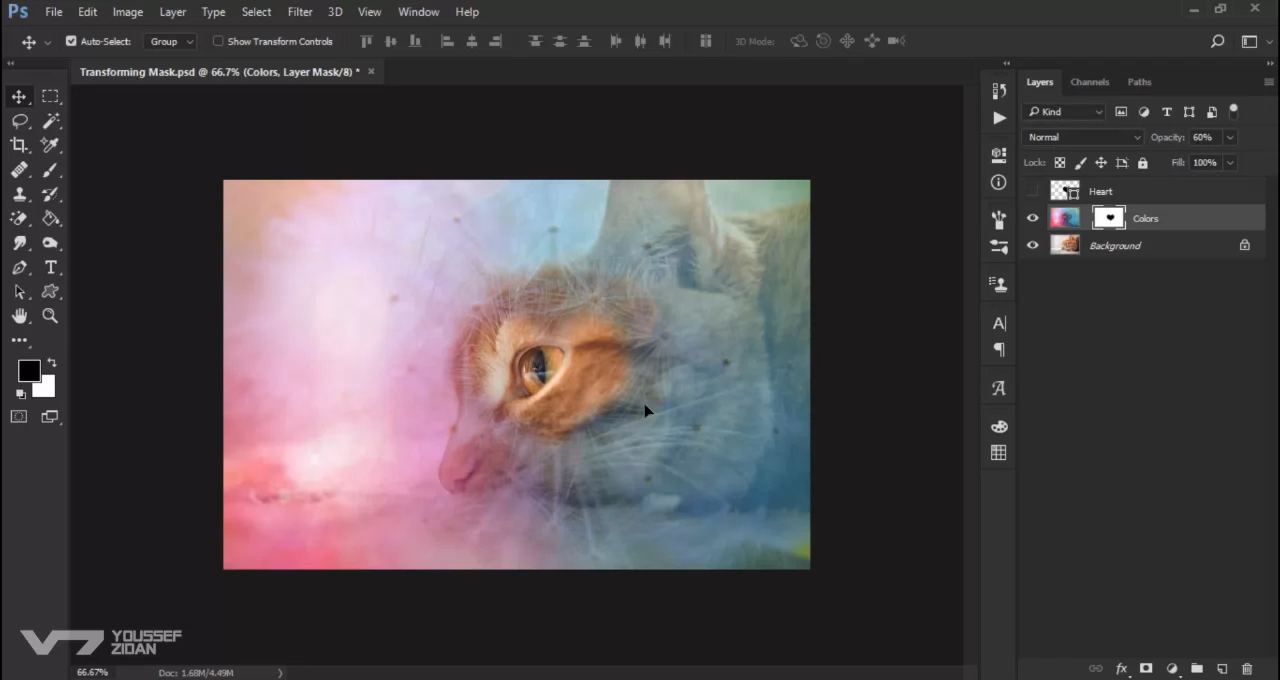 Ps File Edit Image Layer Type Select Filter 3D View Window Help
Auto-Select: Group Show Transform Controls 3D Mode:
Transforming Mask.psd @ 66.7% (Colors, Layer Mask/8) * ×
Layers Channels Paths
Kind
Normal Opacity: 60%
Lock: Fill: 100%
Heart
Colors
Background
YOUSSEF
ZIDAN
66.67% Doc: 1.68M/4.49M